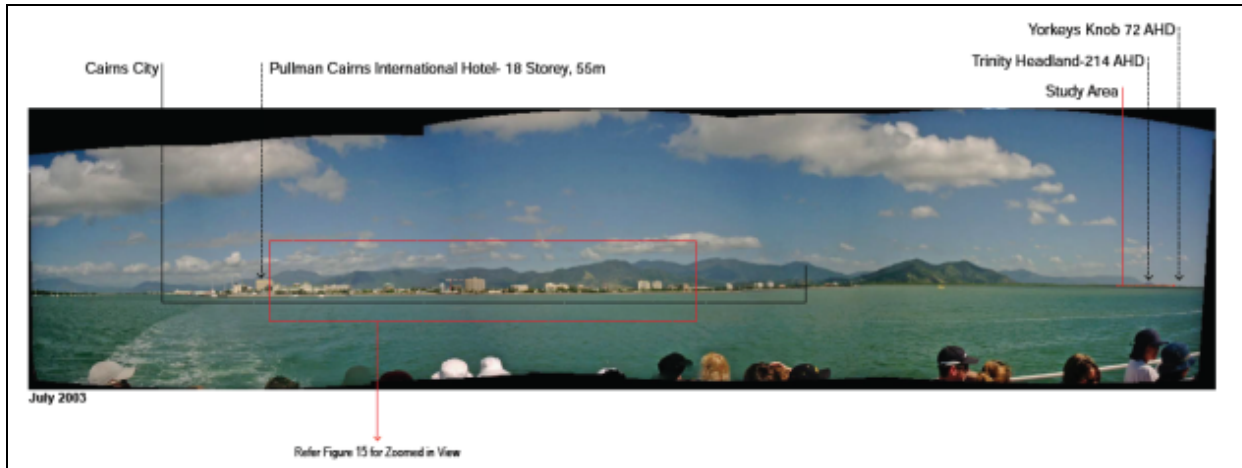 Yorkeys Knob 72 AHD
Trinity Headland-214 AHD
Study Area
Cairns City
Pullman Cairns International Hotel- 18 Storey, 55m
July 2003
Refer Figure 15 for Zoomed in View